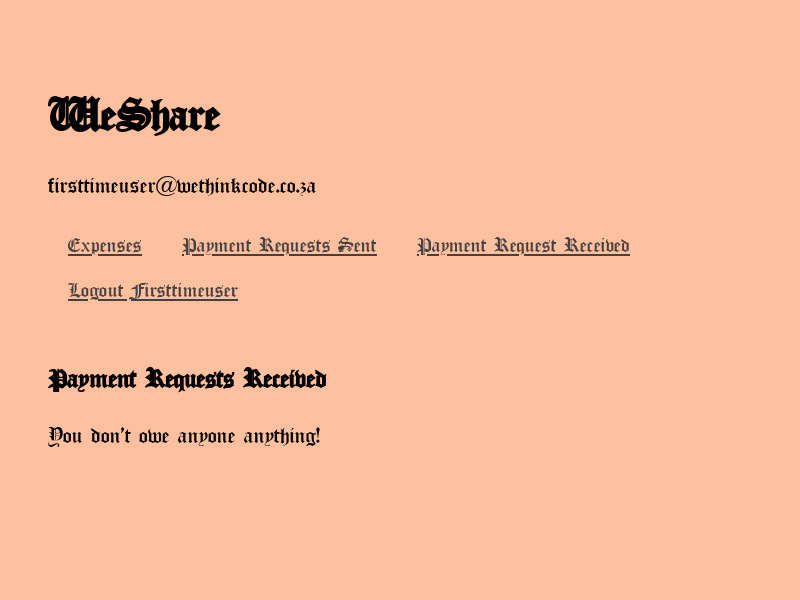 WeShare
firsttimeuser@wethinkcode.co.za
Expenses Payment Requests Sent Payment Request Received
Logout Firsttimeuser
Payment Requests Received
You don't owe anyone anything!